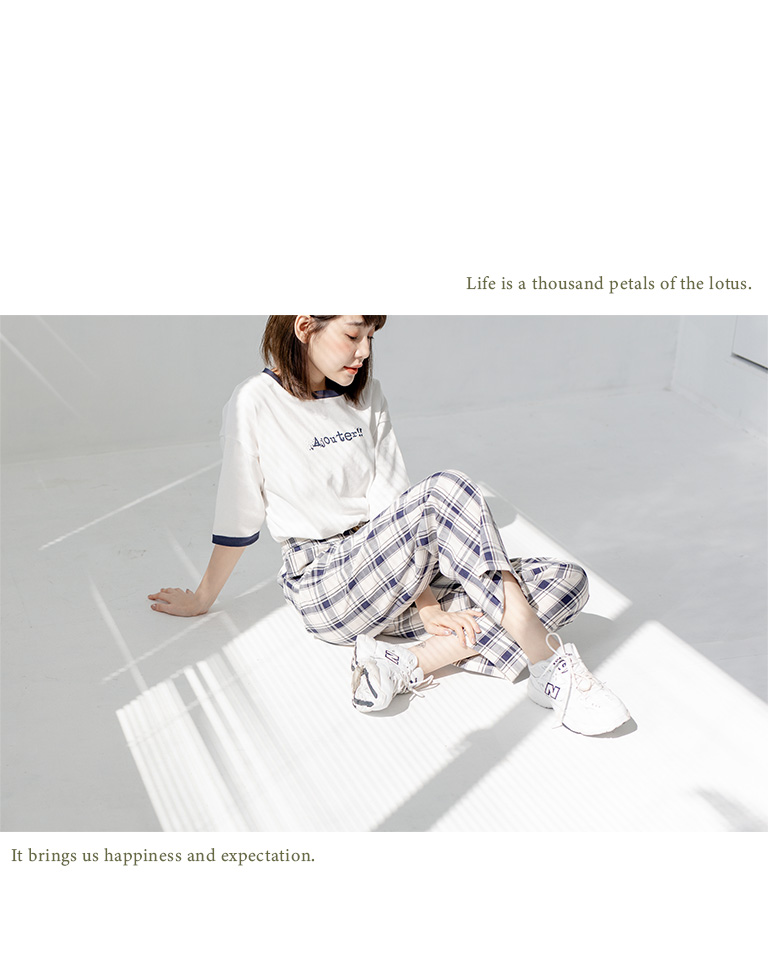 Life is a thousand petals of the lotus.
Ajouter!!
N
N
It brings us happiness and expectation.